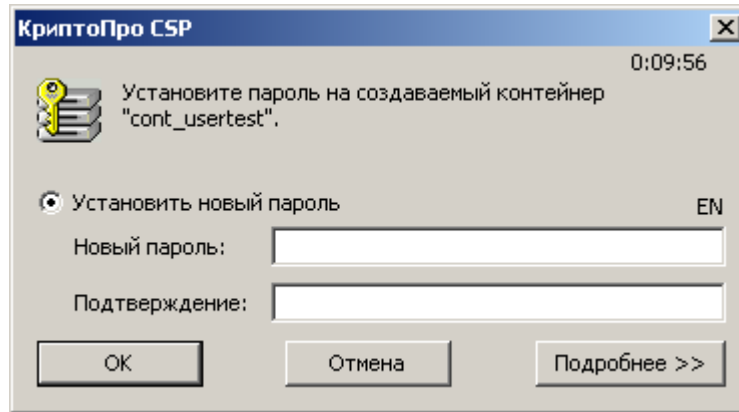 КриптоПро CSP
0:09:56
Установите пароль на создаваемый контейнер
"cont_usertest".
Установить новый пароль
EN
Новый пароль:
Подтверждение:
OK
Отмена
Подробнее >>